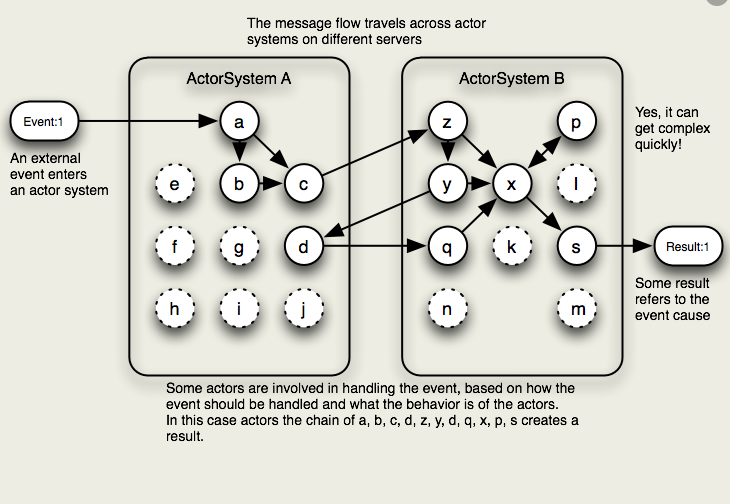 The message flow travels across actor
systems on different servers
ActorSystem A
ActorSystem B
Event:1
a
z
p
Yes, it can
get complex
quickly!
An external
event enters
an actor system
e
b
c
y
x
l
f
g
d
q
k
s
Result:1
h
i
j
n
m
Some result
refers to the
event cause
Some actors are involved in handling the event, based on how the
event should be handled and what the behavior is of the actors.
In this case actors the chain of a, b, c, d, z, y, d, q, x, p, s creates a
result.